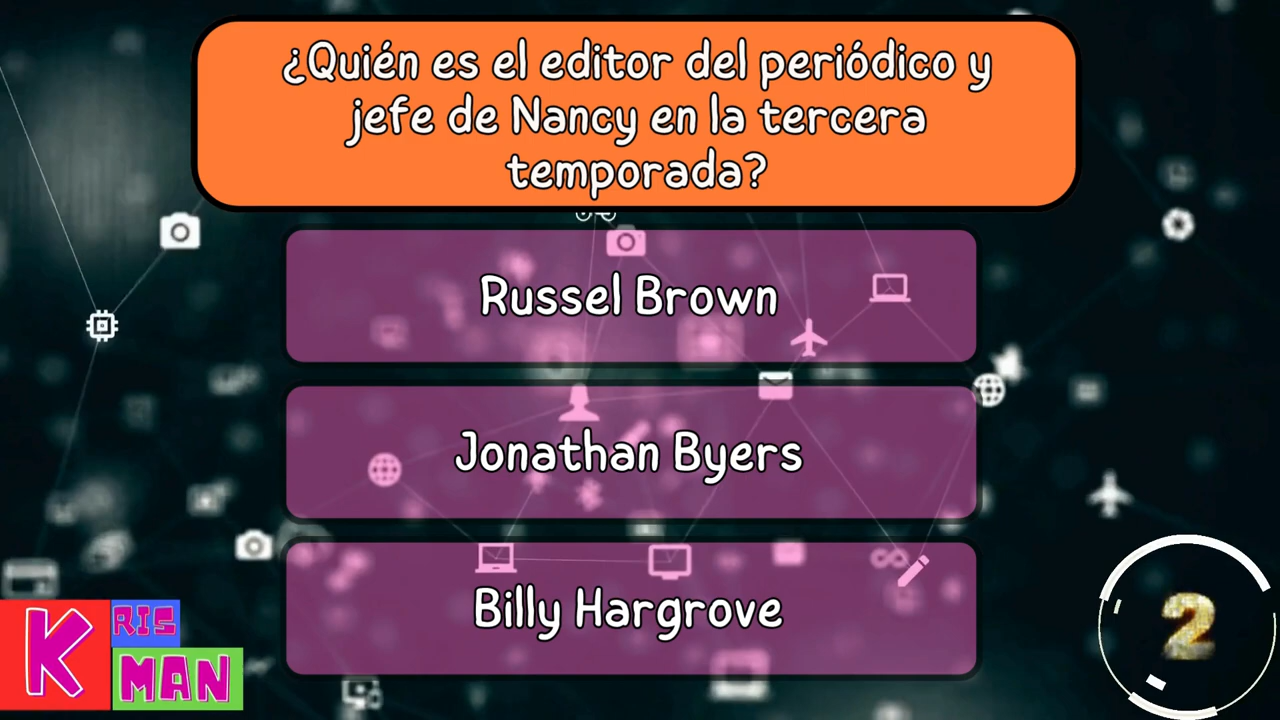 ¿Quién es el editor del periódico y
jefe de Nancy en la tercera
temporada?
Russel Brown
Jonathan Byers
Billy Hargrove
K RIS
MAN
2